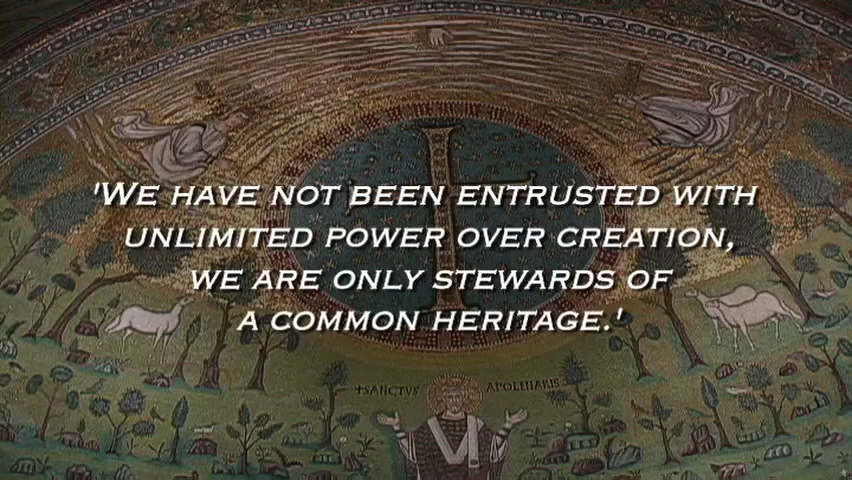 'WE HAVE NOT BEEN ENTRUSTED WITH
UNLIMITED POWER OVER CREATION,
WE ARE ONLY STEWARDS OF
A COMMON HERITAGE.'
+SANCTVS APOLENARIS